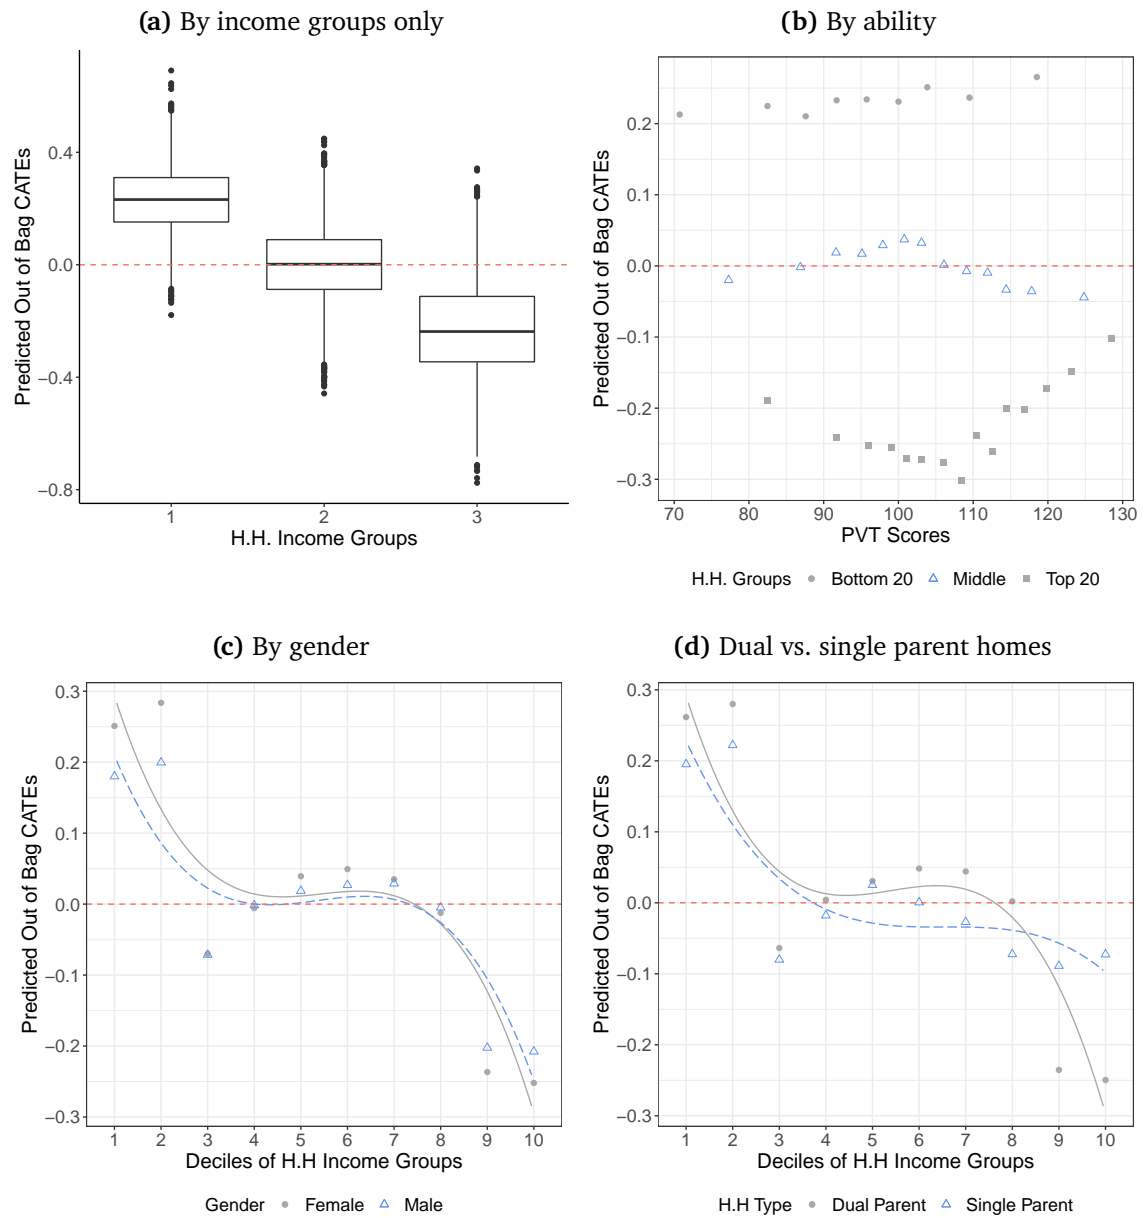 (a) By income groups only
Predicted Out of Bag CATEs
0.4
0.0
−0.4
−0.8
1 2 3
H.H. Income Groups
(b) By ability
Predicted Out of Bag CATEs
0.2
0.1
0.0
−0.1
−0.2
−0.3
70 80 90 100 110 120 130
PVT Scores
H.H. Groups Bottom 20 Middle Top 20
(c) By gender
Predicted Out of Bag CATEs
0.3
0.2
0.1
0.0
−0.1
−0.2
−0.3
1 2 3 4 5 6 7 8 9 10
Deciles of H.H Income Groups
Gender Female Male
(d) Dual vs. single parent homes
Predicted Out of Bag CATEs
0.3
0.2
0.1
0.0
−0.1
−0.2
−0.3
1 2 3 4 5 6 7 8 9 10
Deciles of H.H Income Groups
H.H Type Dual Parent Single Parent